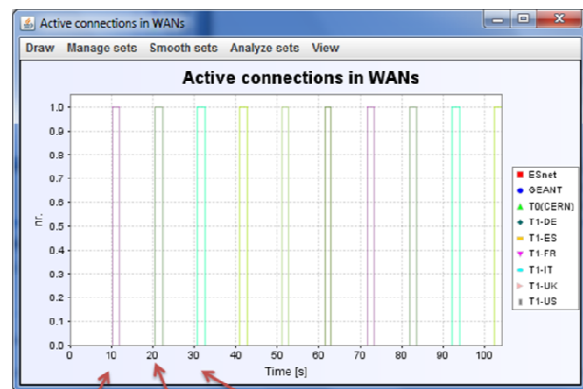 Active connections in WANs
Draw Manage sets Smooth sets Analyze sets View
Active connections in WANs
1.0
0.9
0.8
0.7
0.6
0.5
0.4
0.3
0.2
0.1
0.0
nr.
0 10 20 30 40 50 60 70 80 90 100
Time [s]
ESnet
GEANT
T0(CERN)
T1-DE
T1-ES
T1-FR
T1-IT
T1-UK
T1-US